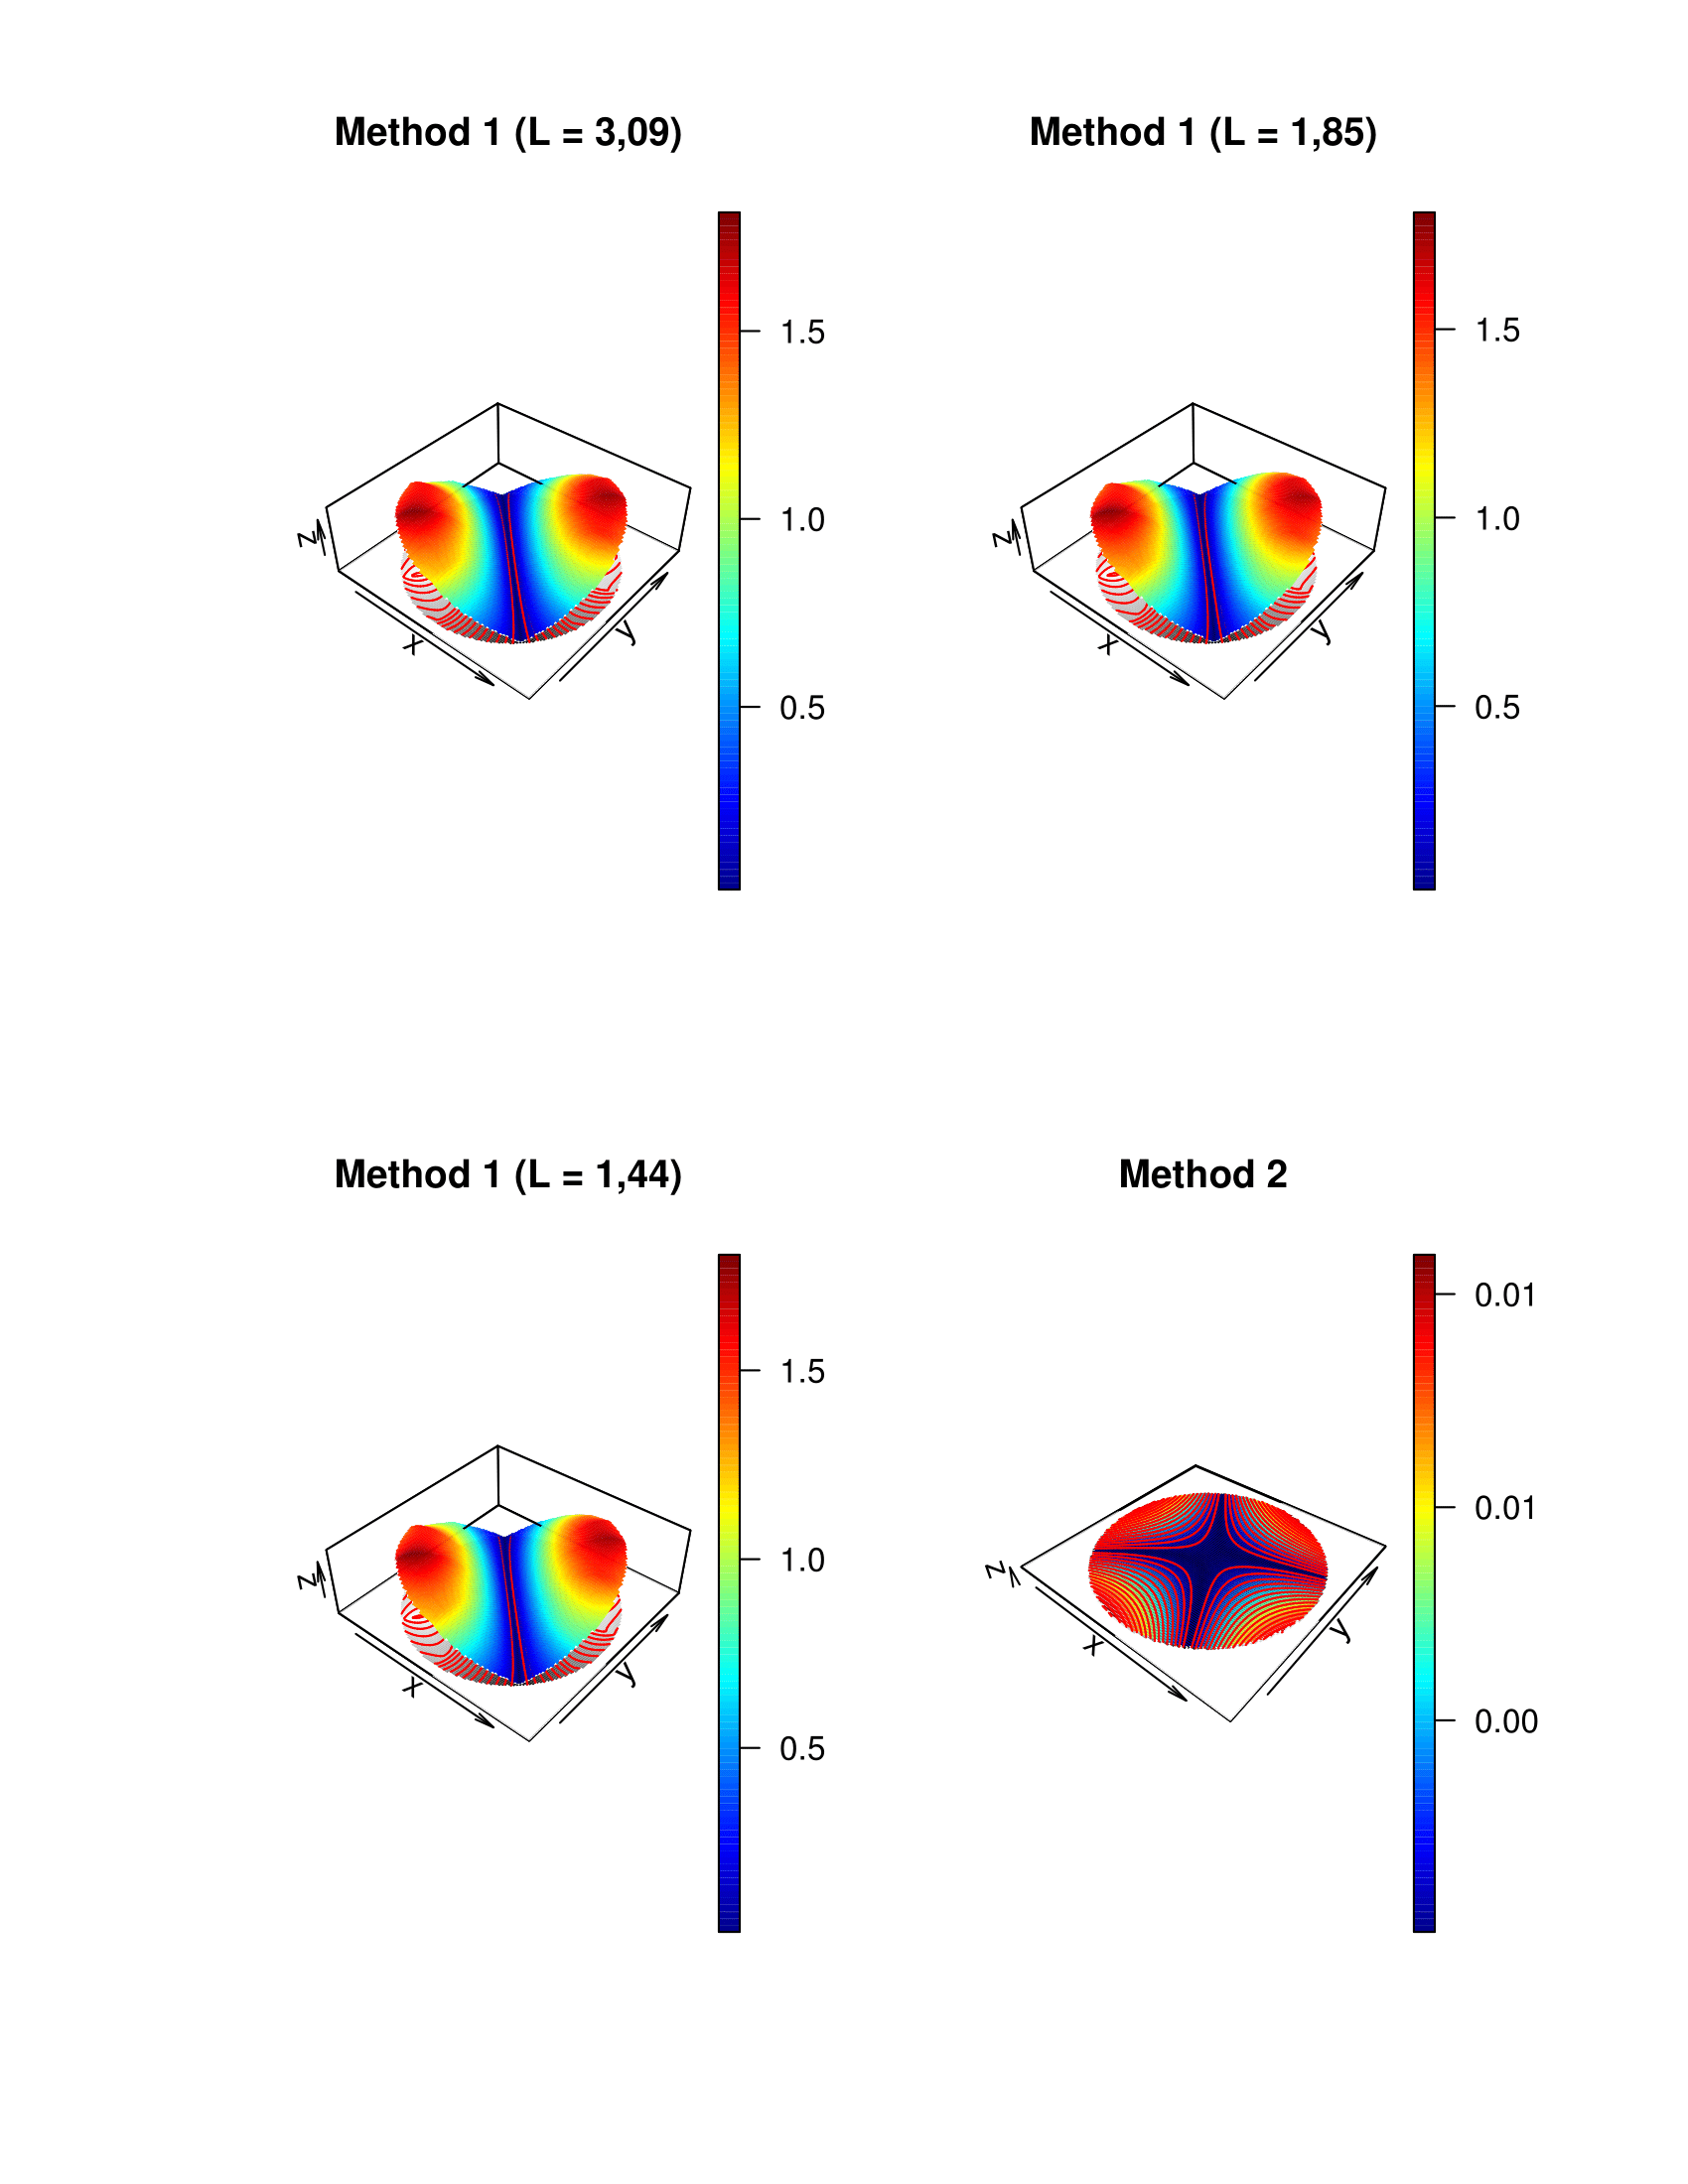 Method 1 (L = 3,09)
1.5
1.0
0.5
z
x
y
Method 1 (L = 1,85)
1.5
1.0
0.5
z
x
y
Method 1 (L = 1,44)
1.5
1.0
0.5
z
x
y
Method 2
0.01
0.01
0.00
z
x
y